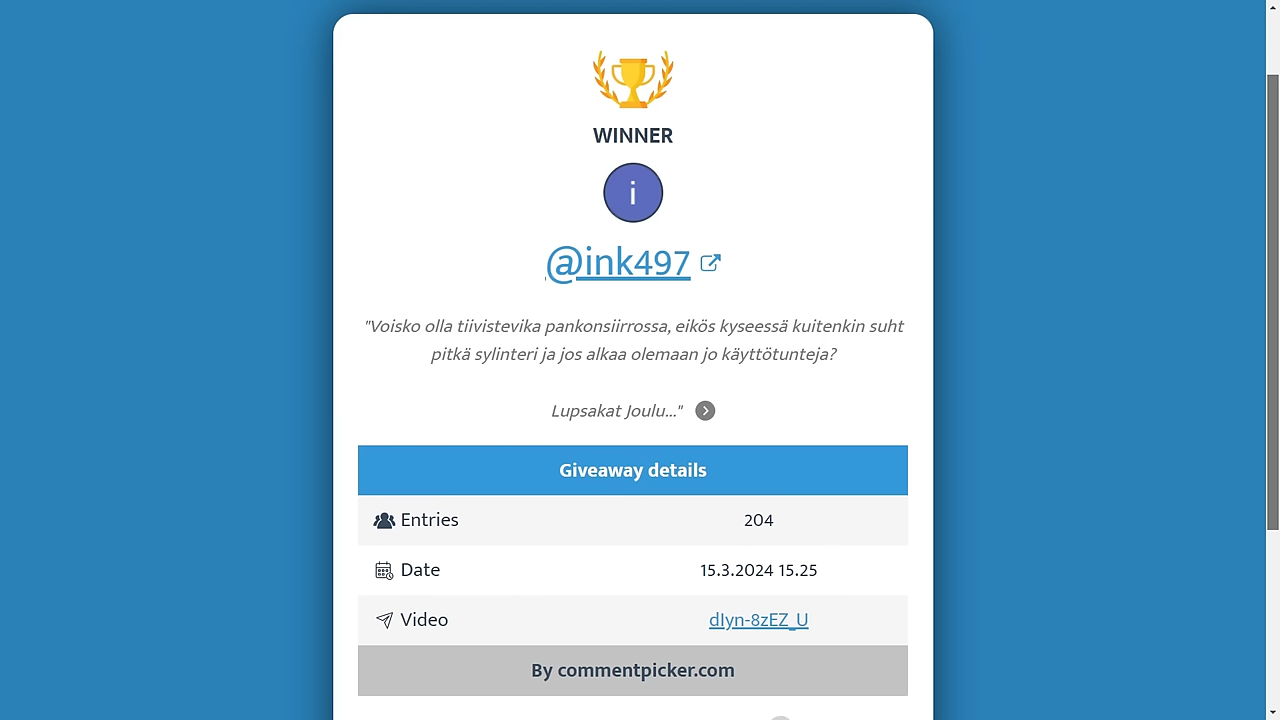 WINNER
i
@ink497
"Voisko olla tiivistevika pankonsiirrossa, eikös kyseessä kuitenkin suht
pitkä sylinteri ja jos alkaa olemaan jo käyttötunteja?
Lupsakat Joulu..."
Giveaway details
Entries 204
Date 15.3.2024 15.25
Video dIyn-8zEZ_U
By commentpicker.com